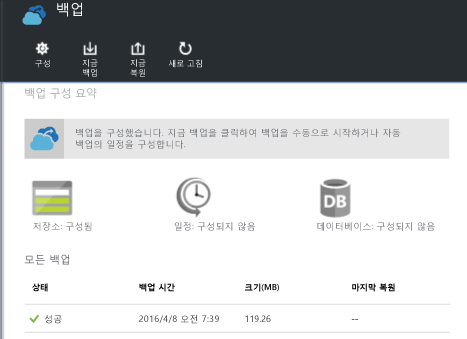 백업
구성
지금
백업
지금
복원
새로 고침
백업 구성 요약
백업을 구성했습니다. 지금 백업을 클릭하여 백업을 수동으로 시작하거나 자동
백업의 일정을 구성합니다.
DB
저장소: 구성됨
일정: 구성되지 않음
데이터베이스: 구성되지 않음
모든 백업
상태 백업 시간 크기(MB) 마지막 복원
성공 2016/4/8 오전 7:39 119.26 --